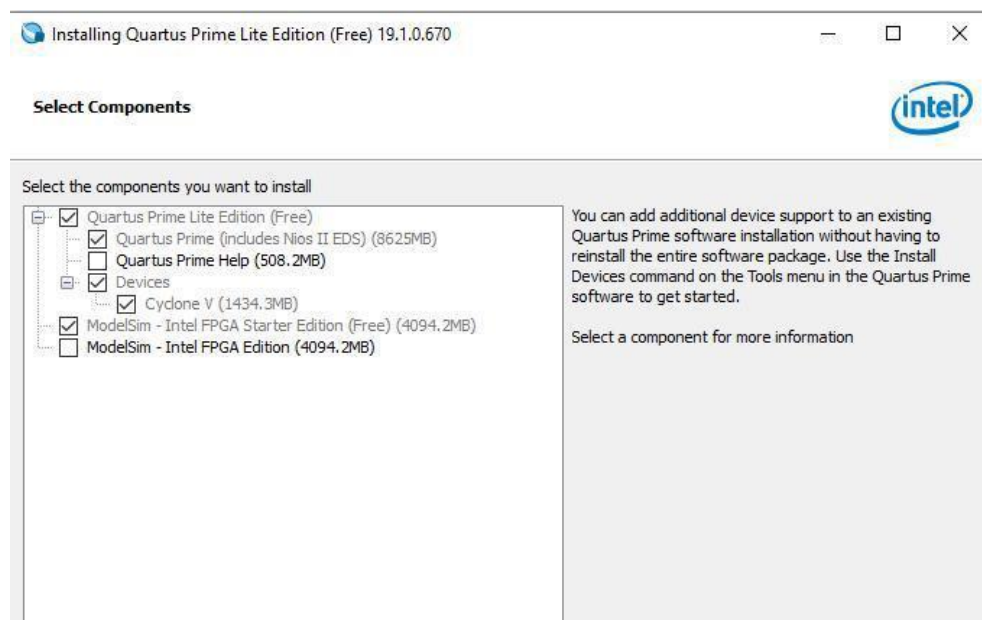 Installing Quartus Prime Lite Edition (Free) 19.1.0.670
Select Components
intel
Select the components you want to install
Quartus Prime Lite Edition (Free)
Quartus Prime (includes Nios II EDS) (8625MB)
Quartus Prime Help (508.2MB)
Devices
Cyclone V (1434.3MB)
ModelSim - Intel FPGA Starter Edition (Free) (4094.2MB)
ModelSim - Intel FPGA Edition (4094.2MB)
You can add additional device support to an existing
Quartus Prime software installation without having to
reinstall the entire software package. Use the Install
Devices command on the Tools menu in the Quartus Prime
software to get started.
Select a component for more information